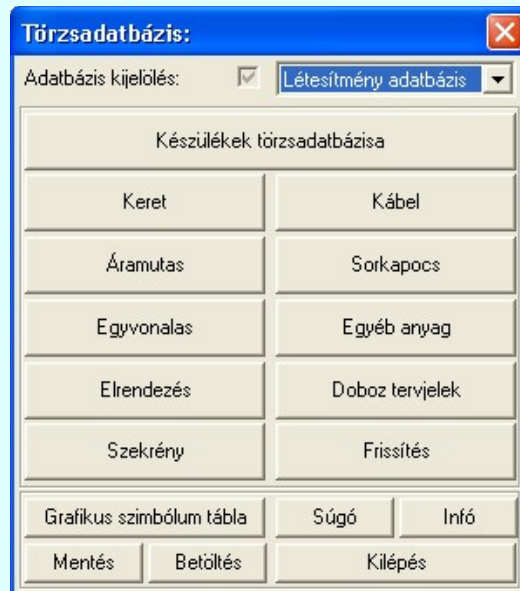 Törzsadatbázis:
Adatbázis kijelölés: Létesítmény adatbázis
Készülékek törzsadatbázisa
Keret Kábel
Áramutas Sorkapocs
Egyvonalas Egyéb anyag
Elrendezés Doboz tervjelek
Szekrény Frissítés
Grafikus szimbólum tábla Súgó Infó
Mentés Betöltés Kilépés